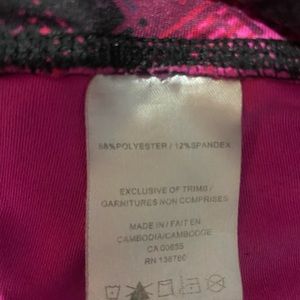 88%POLYESTER / 12%SPANDEX
EXCLUSIVE OF TRIMS /
GARNITURES NON COMPRISES
MADE IN / FAIT EN
CAMBODIA/CAMBODGE
CA 00655
RN 138760